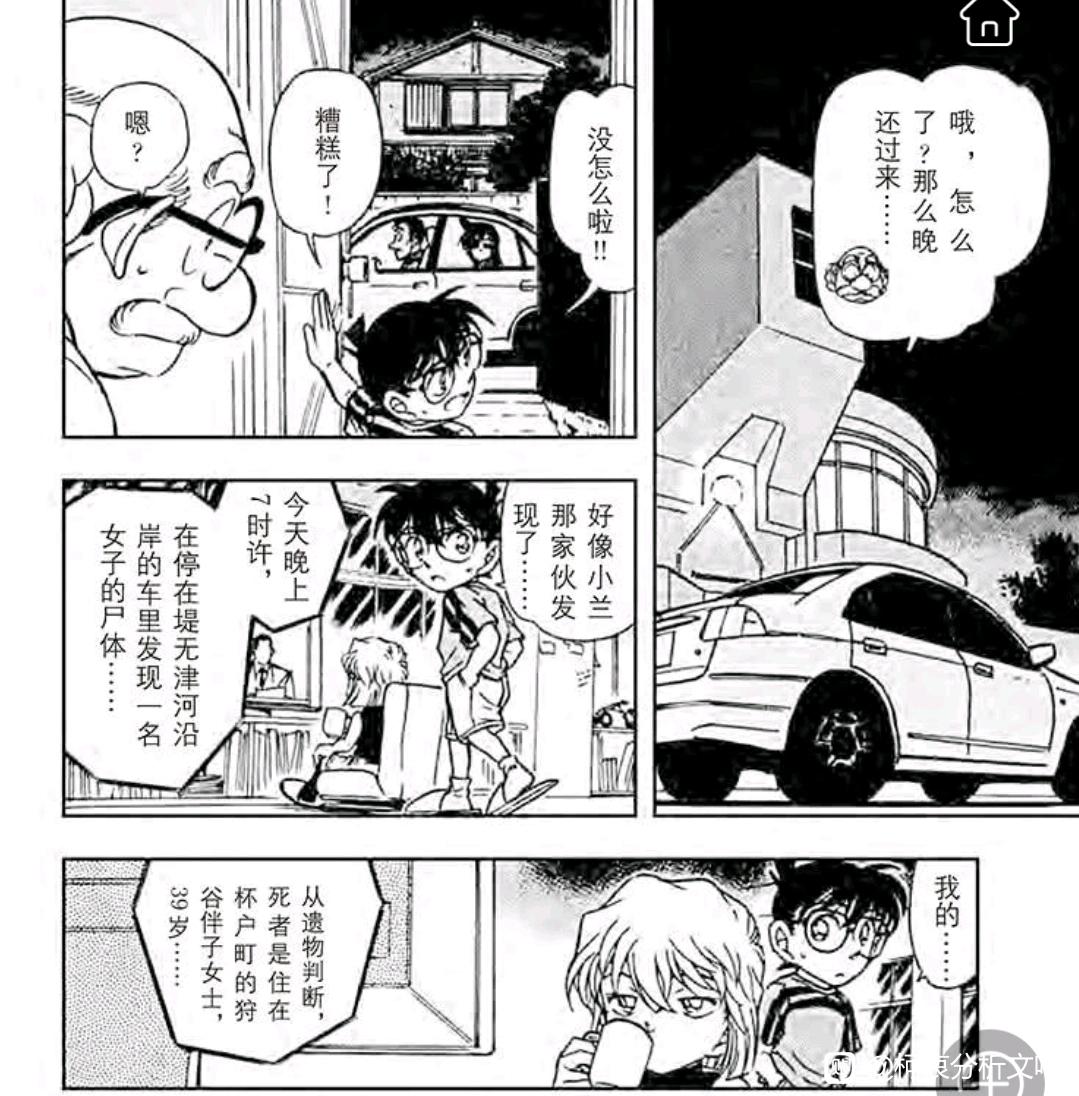 哦，怎么
了？那么晚
还过来……
没怎么啦!!
糟糕了！
嗯？
好像小兰
那家伙发
现了……
今天晚上
7时许，
在停在堤无津河沿
岸的车里发现一名
女子的尸体……
我的……
从遗物判断，
死者是住在
杯户町的狩
谷伴子女士，
39岁……